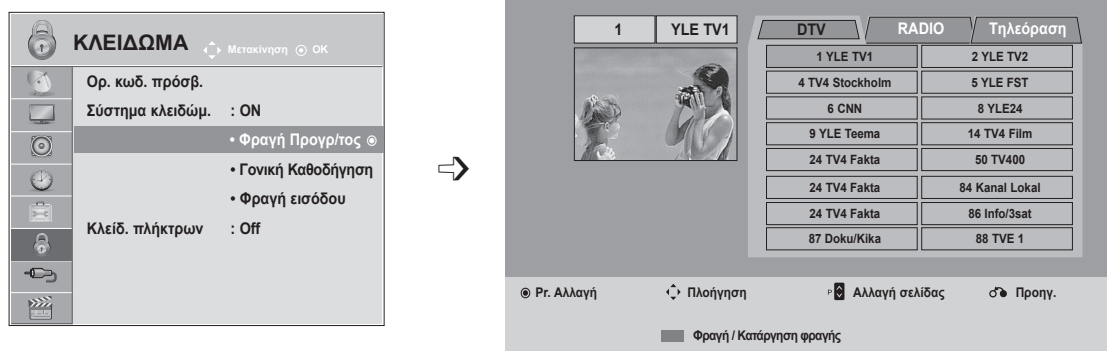 ΚΛΕΙΔΩΜΑ Μετακίνηση OK
Ορ. κωδ. πρόσβ.
Σύστημα κλειδώμ. : ON
• Φραγή Προγρ/τος
• Γονική Καθοδήγηση
• Φραγή εισόδου
Κλείδ. πλήκτρων : Off
1 YLE TV1 DTV RADIO Τηλεόραση
1 YLE TV1 2 YLE TV2
4 TV4 Stockholm 5 YLE FST
6 CNN 8 YLE24
9 YLE Teema 14 TV4 Film
24 TV4 Fakta 50 TV400
24 TV4 Fakta 84 Kanal Lokal
24 TV4 Fakta 86 Info/3sat
87 Doku/Kika 88 TVE 1
Pr. Αλλαγή Πλοήγηση P Αλλαγή σελίδας Προηγ.
Φραγή / Κατάργηση φραγής